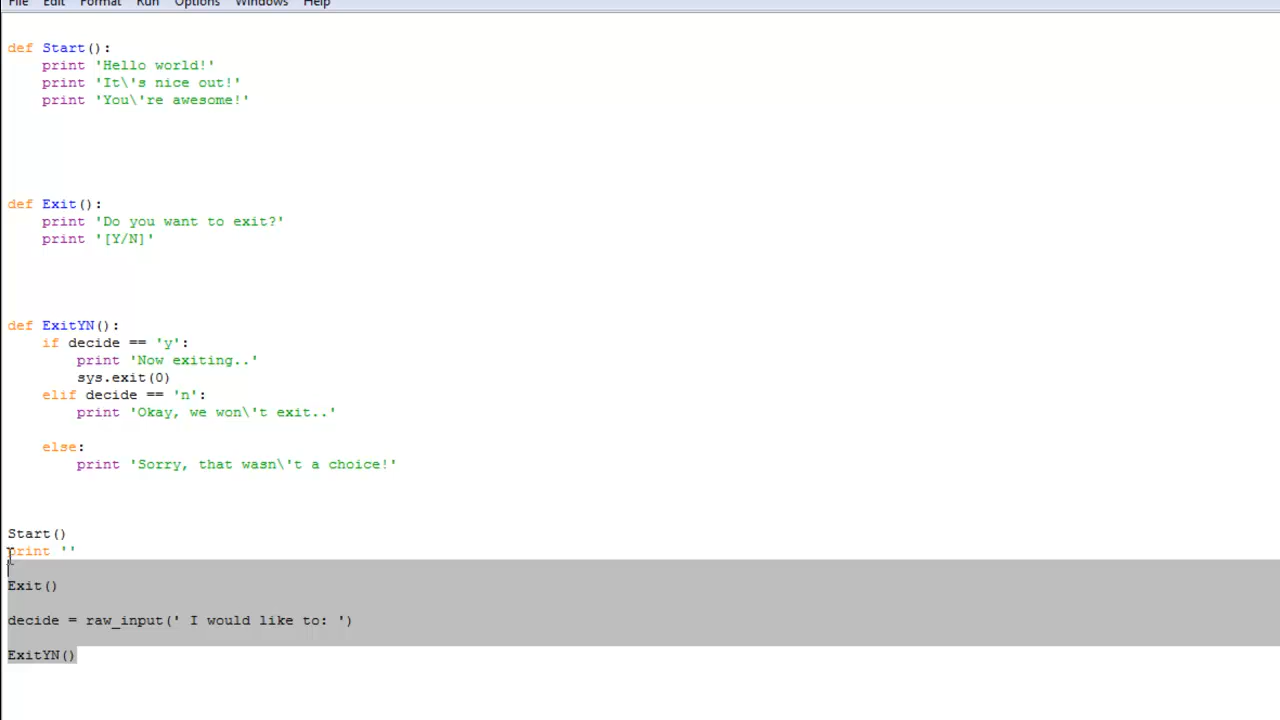 File Edit Format Run Options Windows Help
def Start():
    print 'Hello world!'
    print 'It\'s nice out!'
    print 'You\'re awesome!'
def Exit():
    print 'Do you want to exit?'
    print '[Y/N]'
def ExitYN():
    if decide == 'y':
        print 'Now exiting..'
        sys.exit(0)
    elif decide == 'n':
        print 'Okay, we won\'t exit..'
    else:
        print 'Sorry, that wasn\'t a choice!'
Start()
print ''
Exit()
decide = raw_input(' I would like to: ')
ExitYN()